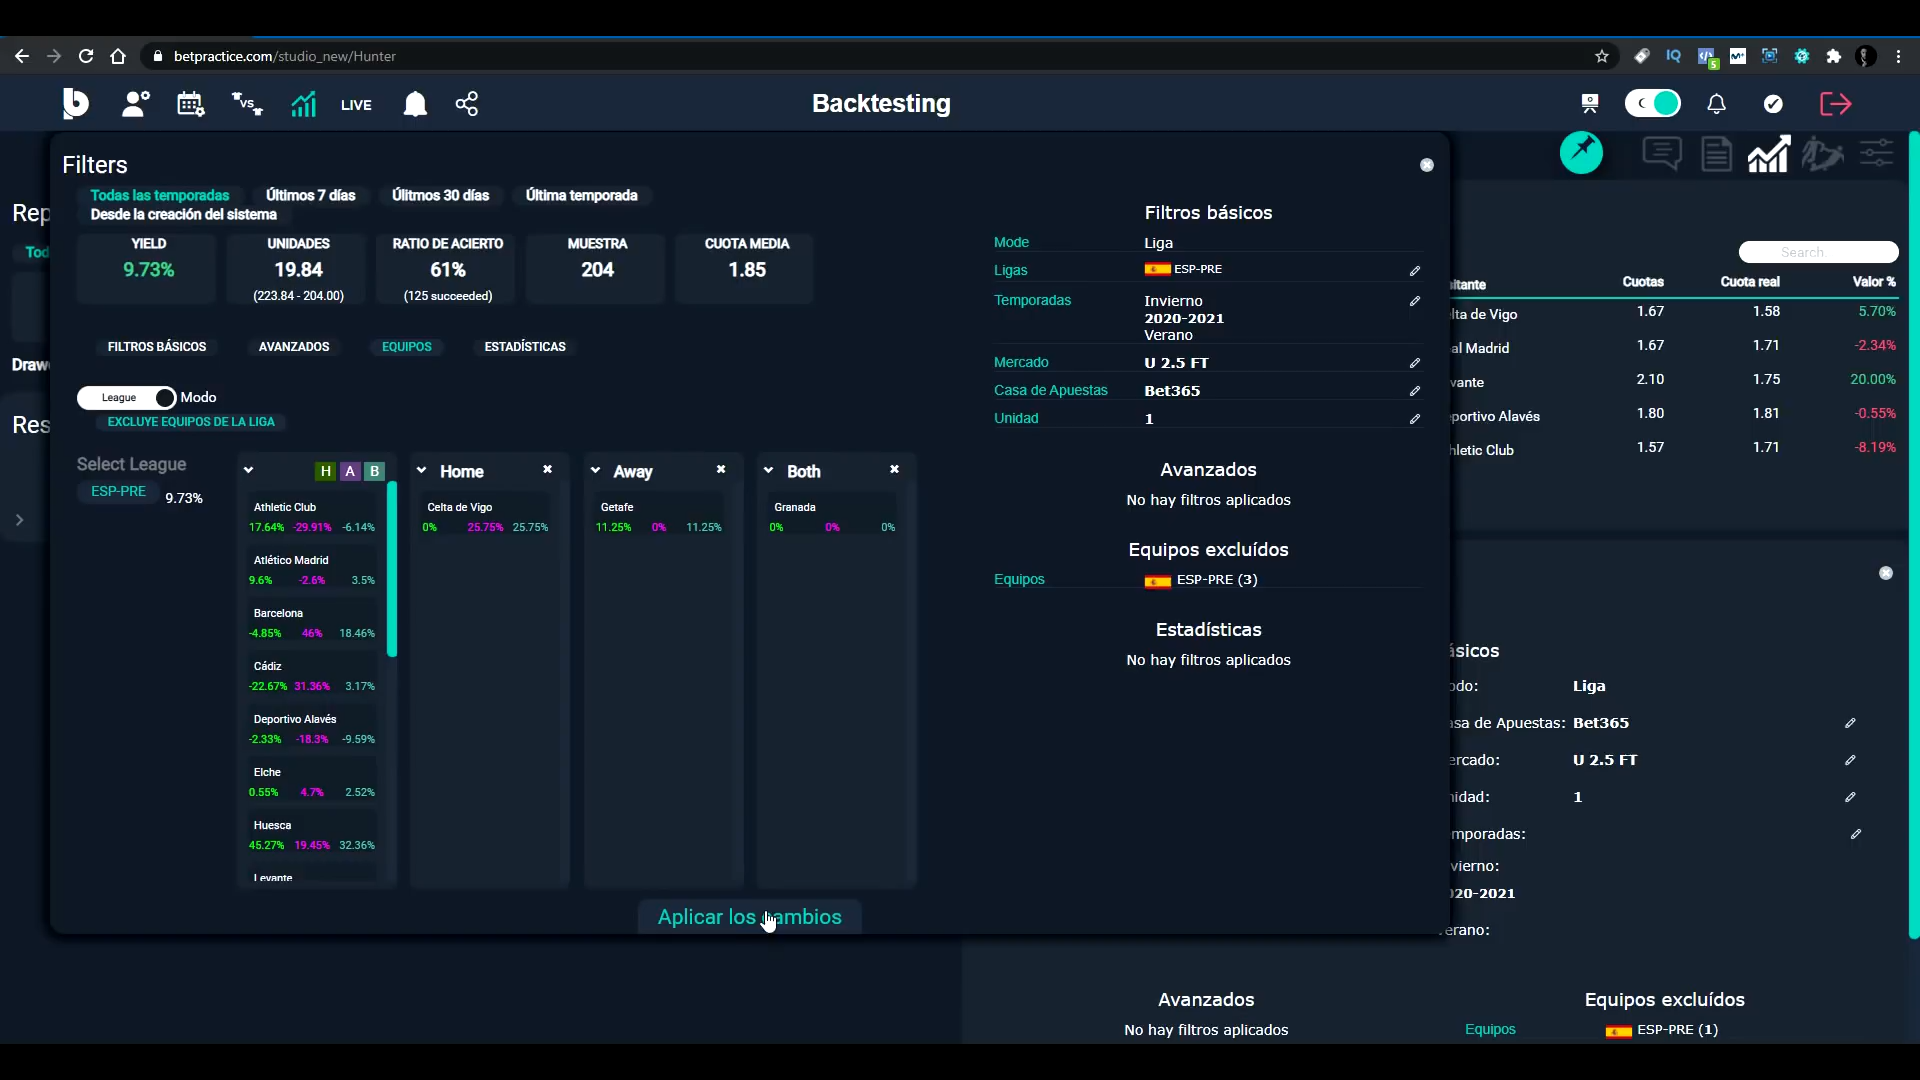 betpractice.com/studio_new/Hunter
IQ
5
VS
LIVE
Backtesting
Filters
Todas las temporadas
Últimos 7 días
Úlitmos 30 días
Última temporada
Desde la creación del sistema
YIELD
9.73%
UNIDADES
19.84
(223.84 - 204.00)
RATIO DE ACIERTO
61%
(125 succeeded)
MUESTRA
204
CUOTA MEDIA
1.85
FILTROS BÁSICOS
AVANZADOS
EQUIPOS
ESTADÍSTICAS
League
Modo
EXCLUYE EQUIPOS DE LA LIGA
Select League
ESP-PRE
9.73%
H A B
Athletic Club
17.64% -29.91% -6.14%
Atlético Madrid
9.6% -2.6% 3.5%
Barcelona
-4.85% 46% 18.46%
Cádiz
-22.67% 31.36% 3.17%
Deportivo Alavés
-2.33% -18.3% -9.59%
Elche
0.55% 4.7% 2.52%
Huesca
45.27% 19.45% 32.36%
Levante
Home
Celta de Vigo
0% 25.75% 25.75%
Away
Getafe
11.25% 0% 11.25%
Both
Granada
0% 0% 0%
Aplicar los cambios
Filtros básicos
Mode Liga
Ligas ESP-PRE
Temporadas Invierno
2020-2021
Verano
Mercado U 2.5 FT
Casa de Apuestas Bet365
Unidad 1
Avanzados
No hay filtros aplicados
Equipos excluídos
Equipos ESP-PRE (3)
Estadísticas
No hay filtros aplicados
Rep
Tod
Draw
Res
Search
itante Cuotas Cuota real Valor %
lta de Vigo 1.67 1.58 5.70%
al Madrid 1.67 1.71 -2.34%
vante 2.10 1.75 20.00%
portivo Alavés 1.80 1.81 -0.55%
hletic Club 1.57 1.71 -8.19%
ásicos
odo: Liga
asa de Apuestas: Bet365
ercado: U 2.5 FT
nidad: 1
mporadas:
vierno:
020-2021
erano:
Avanzados
No hay filtros aplicados
Equipos excluídos
Equipos ESP-PRE (1)